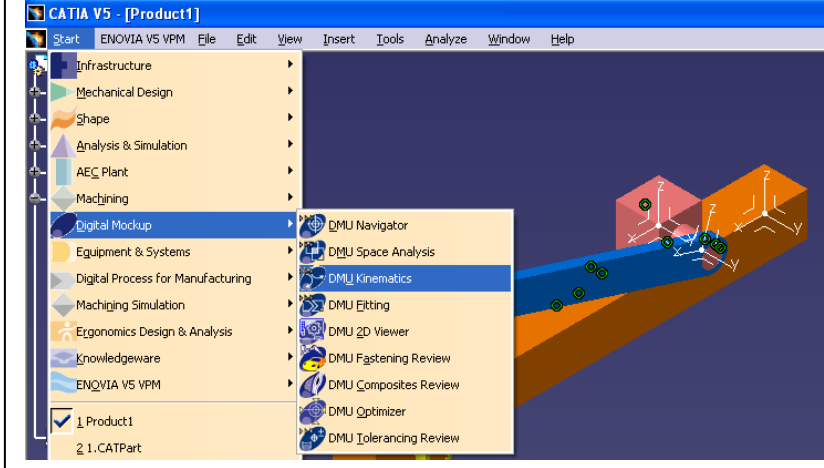 CATIA V5 - [Product1]
Start ENOVIA V5 VPM File Edit View Insert Tools Analyze Window Help
Infrastructure
Mechanical Design
Shape
Analysis & Simulation
AEC Plant
Machining
Digital Mockup
Equipment & Systems
Digital Process for Manufacturing
Machining Simulation
Ergonomics Design & Analysis
Knowledgeware
ENOVIA V5 VPM
1 Product1
2 1.CATPart
DMU Navigator
DMU Space Analysis
DMU Kinematics
DMU Fitting
DMU 2D Viewer
DMU Fastening Review
DMU Composites Review
DMU Optimizer
DMU Tolerancing Review
z
z
z
x
y
x
y